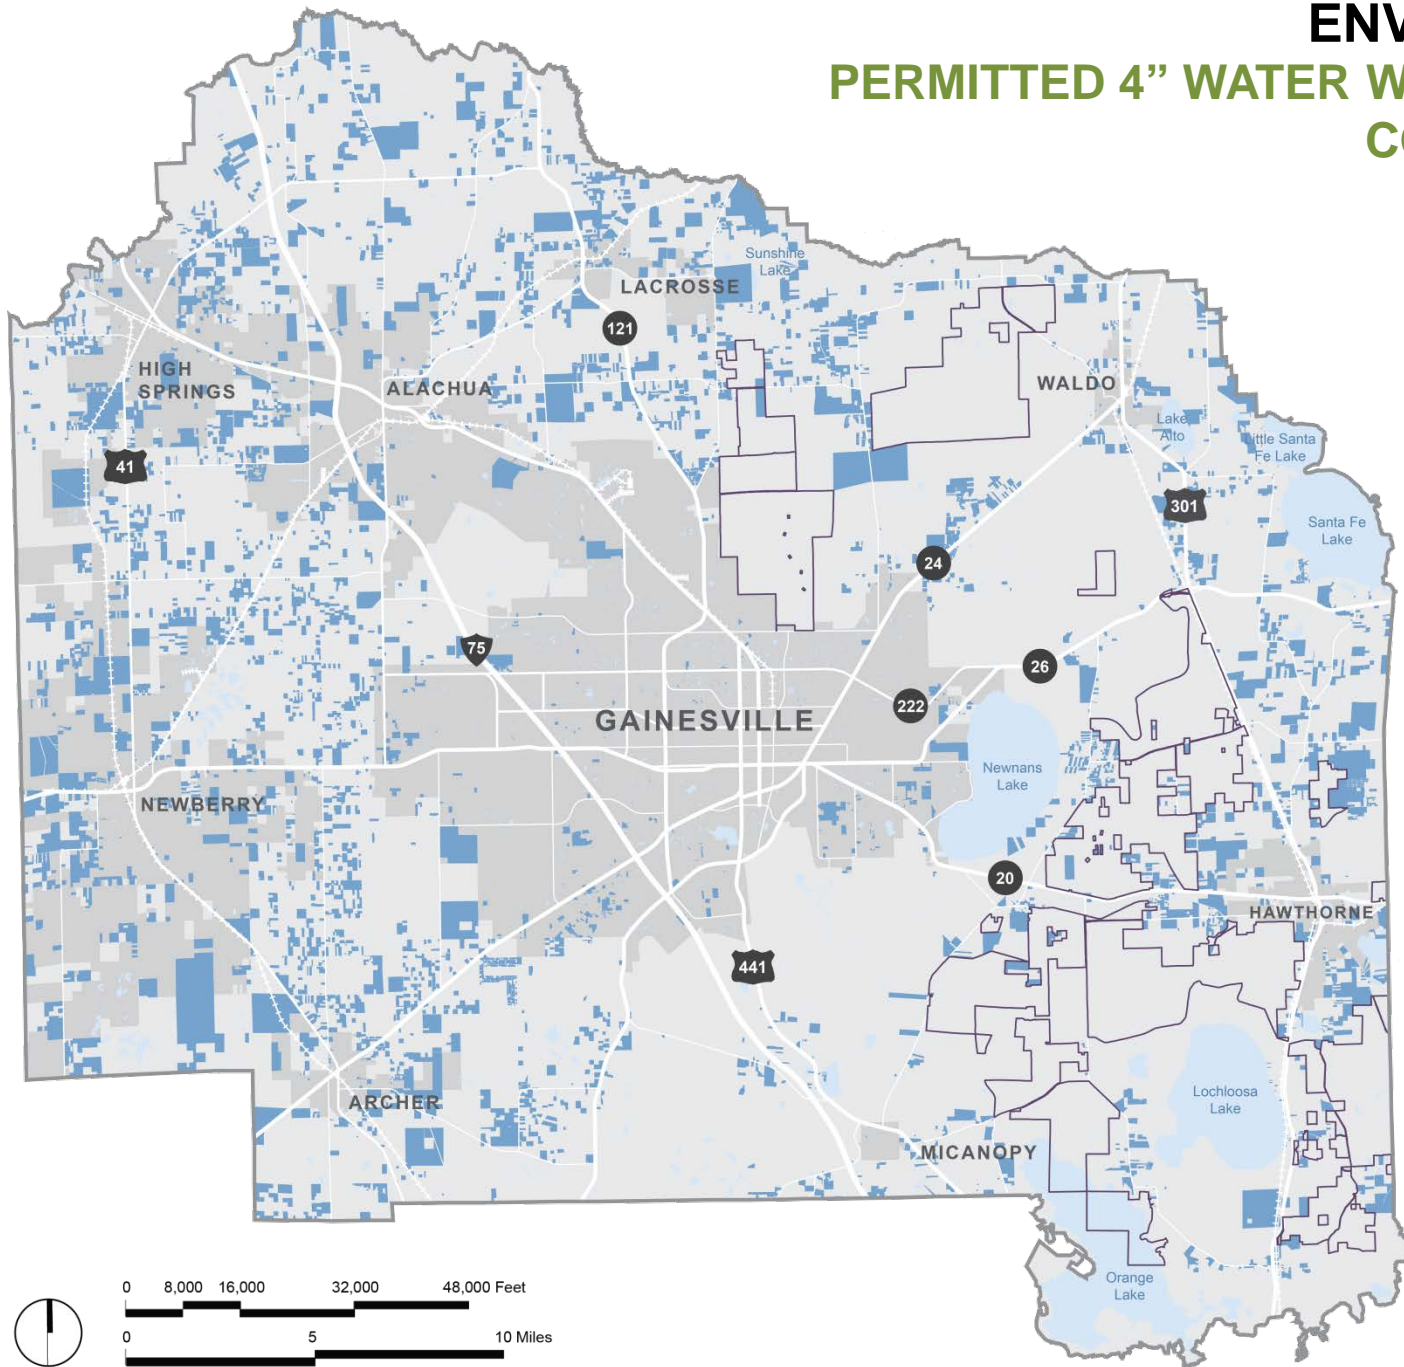 ENV
PERMITTED 4” WATER W
CO
Sunshine
Lake
LACROSSE
121
HIGH
SPRINGS
ALACHUA
WALDO
Lake
Alto
Little Santa
Fe Lake
41
301
Santa Fe
Lake
24
75
26
222
GAINESVILLE
Newnans
Lake
NEWBERRY
20
HAWTHORNE
441
Lochloosa
Lake
ARCHER
MICANOPY
Orange
Lake
0 8,000 16,000 32,000 48,000 Feet
0 5 10 Miles